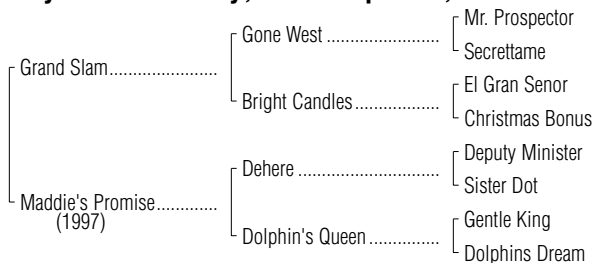 Mr. Prospector
Gone West
Secrettame
Grand Slam
El Gran Senor
Bright Candles
Christmas Bonus
Deputy Minister
Dehere
Sister Dot
Maddie's Promise
(1997)
Gentle King
Dolphin's Queen
Dolphins Dream